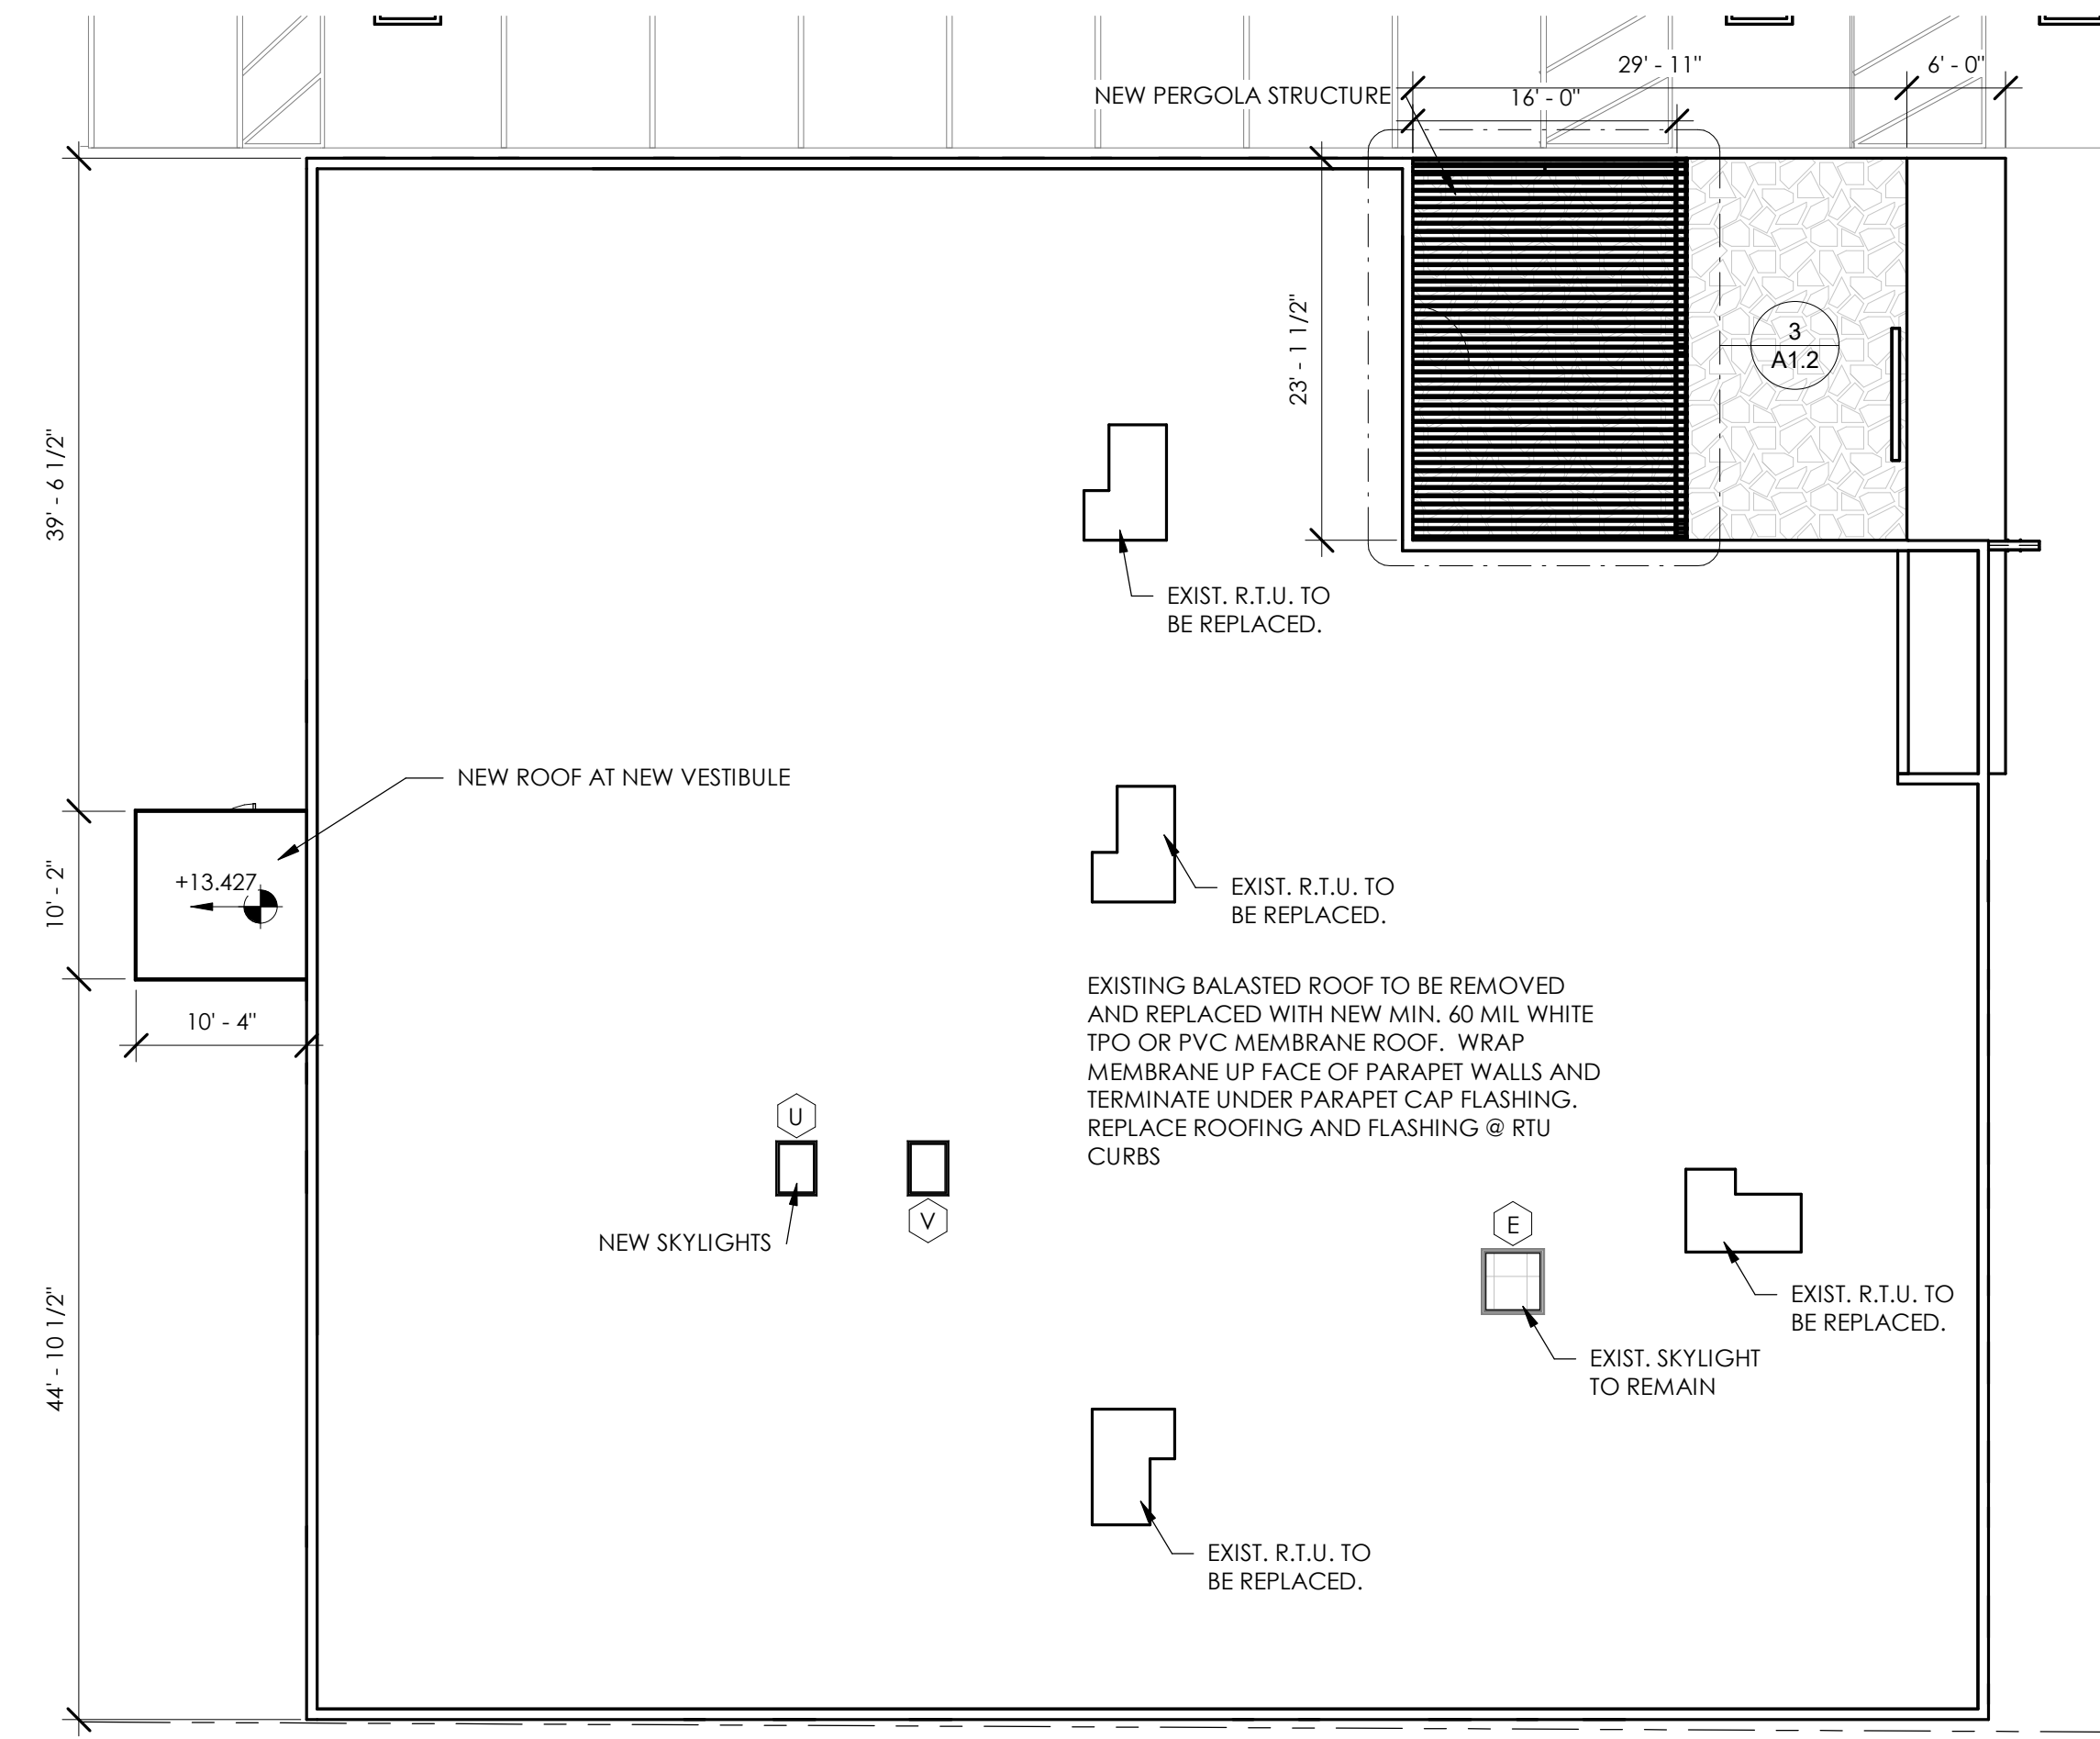 29' - 11"
6' - 0"
NEW PERGOLA STRUCTURE
16' - 0"
23' - 1 1/2"
3
A1.2
39' - 6 1/2"
EXIST. R.T.U. TO
BE REPLACED.
NEW ROOF AT NEW VESTIBULE
+13.427
10' - 2"
10' - 4"
EXIST. R.T.U. TO
BE REPLACED.
EXISTING BALASTED ROOF TO BE REMOVED
AND REPLACED WITH NEW MIN. 60 MIL WHITE
TPO OR PVC MEMBRANE ROOF. WRAP
MEMBRANE UP FACE OF PARAPET WALLS AND
TERMINATE UNDER PARAPET CAP FLASHING.
REPLACE ROOFING AND FLASHING @ RTU
CURBS
U
V
NEW SKYLIGHTS
E
EXIST. R.T.U. TO
BE REPLACED.
EXIST. SKYLIGHT
TO REMAIN
44' - 10 1/2"
EXIST. R.T.U. TO
BE REPLACED.